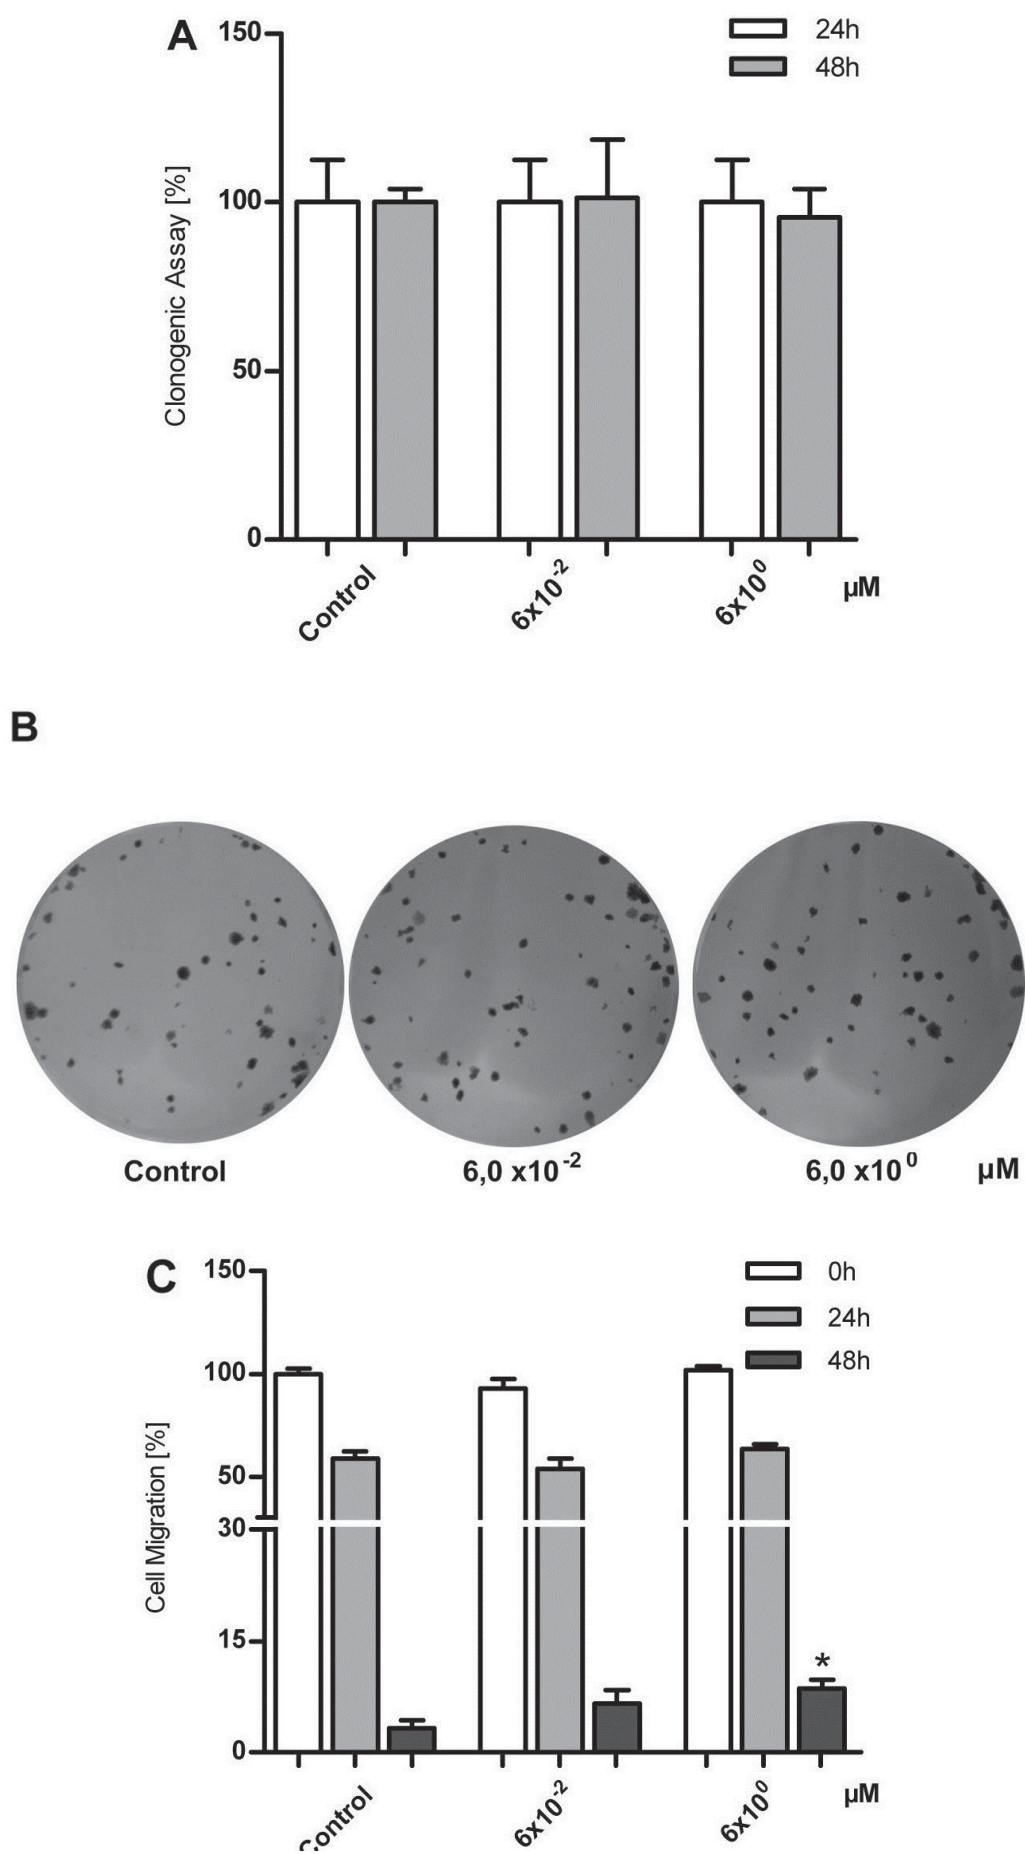 A
150
24h
48h
100
50
0
Clonogenic Assay [%]
Control
6x10⁻²
6x10⁰
µM
B
Control
6,0 x10⁻²
6,0 x10⁰
µM
C
150
0h
24h
48h
100
50
30
15
0
Cell Migration [%]
*
Control
6x10⁻²
6x10⁰
µM